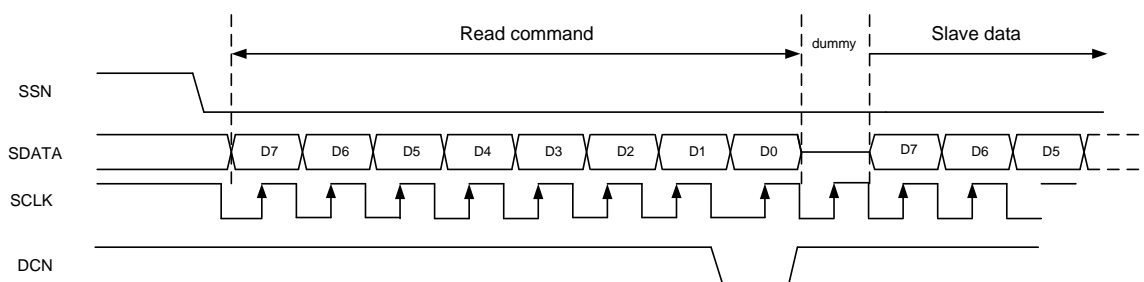 Read command
dummy
Slave data
SSN
SDATA
D7 D6 D5 D4 D3 D2 D1 D0 D7 D6 D5
SCLK
DCN